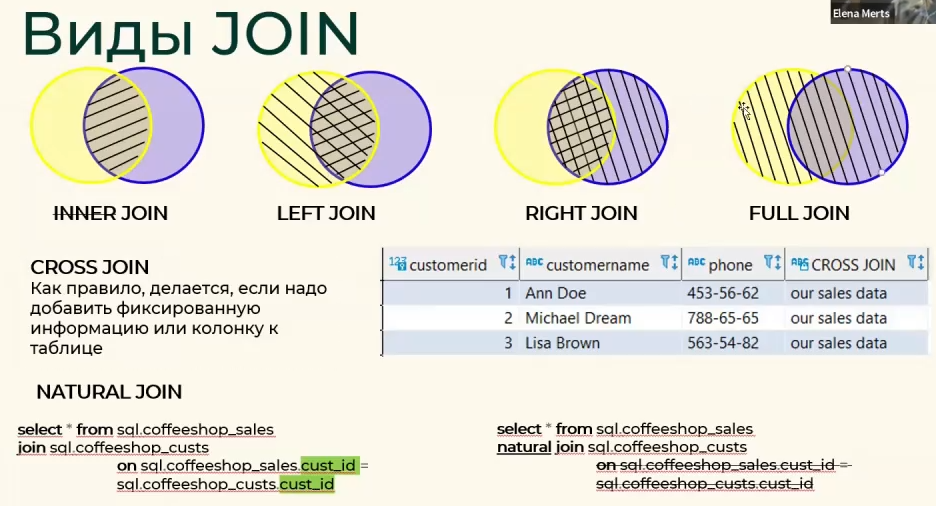 Elena Merts
Виды JOIN
INNER JOIN
LEFT JOIN
RIGHT JOIN
FULL JOIN
CROSS JOIN
Как правило, делается, если надо
добавить фиксированную
информацию или колонку к
таблице
123 customerid ABC customername ABC phone ABC CROSS JOIN
1 Ann Doe 453-56-62 our sales data
2 Michael Dream 788-65-65 our sales data
3 Lisa Brown 563-54-82 our sales data
NATURAL JOIN
select * from sql.coffeeshop_sales
join sql.coffeeshop_custs
on sql.coffeeshop_sales.cust_id =
sql.coffeeshop_custs.cust_id
select * from sql.coffeeshop_sales
natural join sql.coffeeshop_custs
on sql.coffeeshop_sales.cust_id =
sql.coffeeshop_custs.cust_id